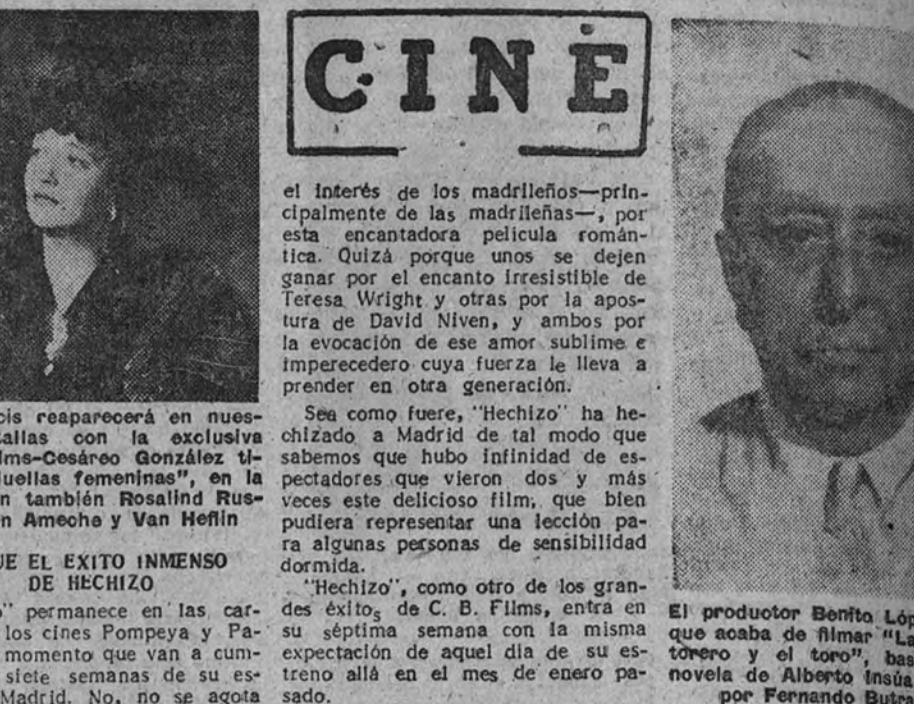 CINE
reaparecerá en nues-
con la exclusiva
Cesáreo González ti-
femeninas", en la
también Rosalind Rus-
Ameche y Van Heflin
EL EXITO INMENSO
DE HECHIZO
permanece en las car-
los cines Pompeya y Pa-
momento que van a cum-
siete semanas de su es-
Madrid. No, no se agota
el interés de los madrileños—prin-
cipalmente de las madrileñas—, por
esta encantadora película román-
tica. Quizá porque unos se dejen
ganar por el encanto irresistible de
Teresa Wright y otras por la apos-
tura de David Niven, y ambos por
la evocación de ese amor sublime e
imperecedero cuya fuerza le lleva a
prender en otra generación.
Sea como fuere, "Hechizo" ha he-
chizado a Madrid de tal modo que
sabemos que hubo infinidad de es-
pectadores que vieron dos y más
veces este delicioso film, que bien
pudiera representar una lección pa-
ra algunas personas de sensibilidad
dormida.
"Hechizo", como otro de los gran-
des éxitos de C. B. Films, entra en
su séptima semana con la misma
expectación de aquel día de su es-
treno allá en el mes de enero pa-
sado.
El productor Benito
que acaba de filmar "La
torero y el toro",
novela de Alberto Insúa
por Fernando